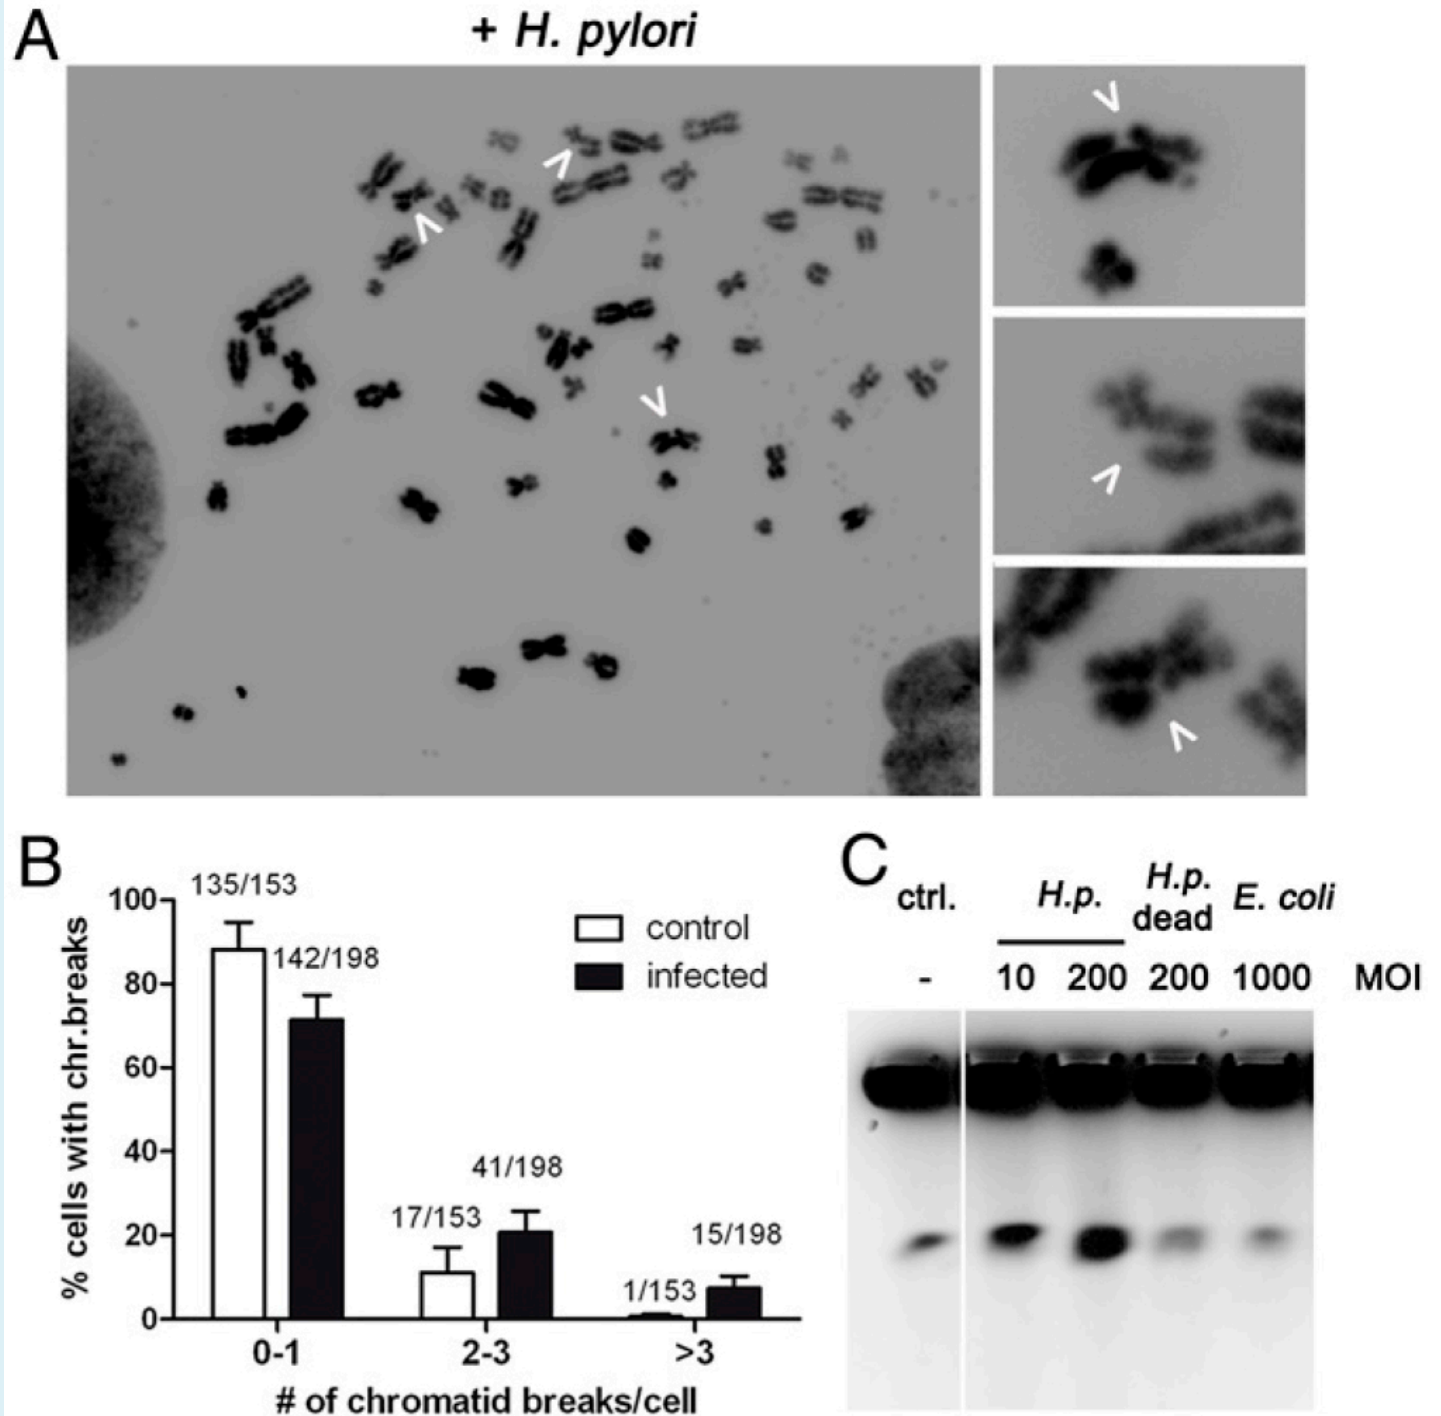 A
+ H. pylori
B
135/153
142/198
control
infected
41/198
17/153
15/198
1/153
100
80
60
40
20
0
% cells with chr.breaks
0-1
2-3
>3
# of chromatid breaks/cell
C
ctrl.
H.p.
H.p. dead
E. coli
-
10
200
200
1000
MOI